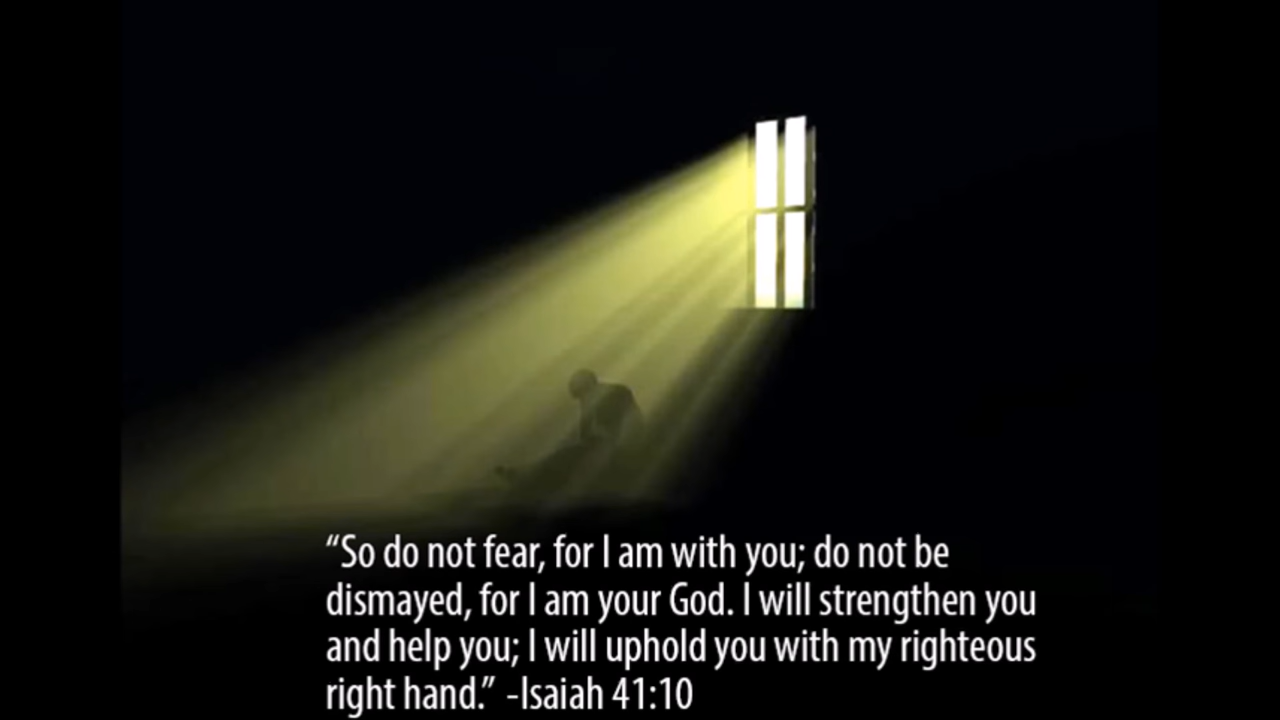 “So do not fear, for I am with you; do not be
dismayed, for I am your God. I will strengthen you
and help you; I will uphold you with my righteous
right hand.” -Isaiah 41:10